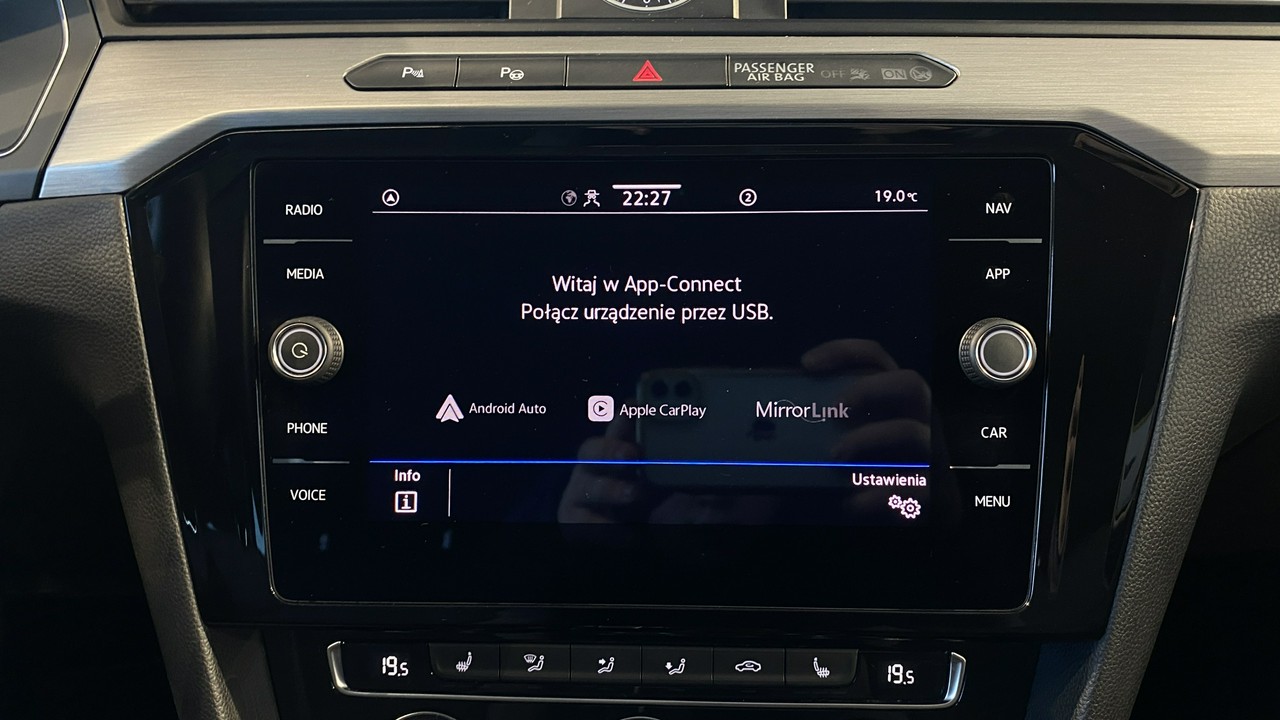 P P PASSENGER AIR BAG OFF ON
RADIO
MEDIA
PHONE
VOICE
22:27 2 19.0°C
Witaj w App-Connect
Połącz urządzenie przez USB.
Android Auto Apple CarPlay MirrorLink
Info Ustawienia
i
NAV
APP
CAR
MENU
19.5 19.5